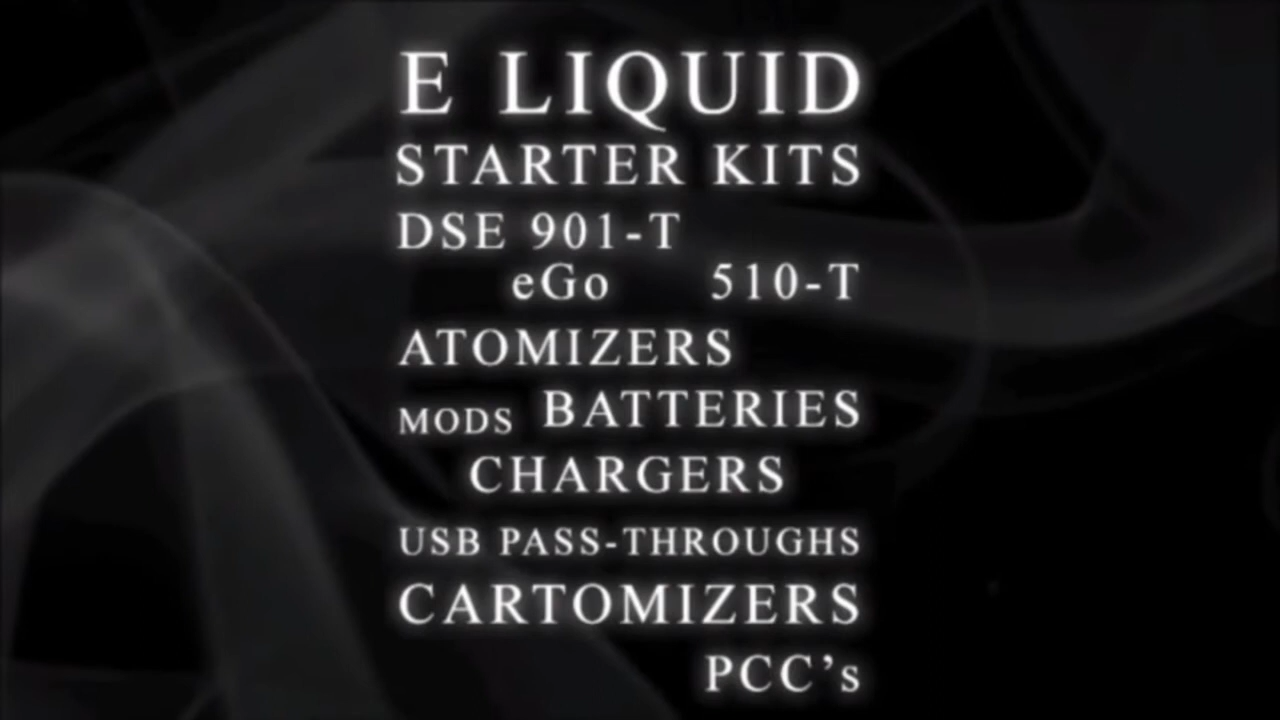 E LIQUID
STARTER KITS
DSE 901-T
eGo 510-T
ATOMIZERS
MODS BATTERIES
CHARGERS
USB PASS-THROUGHS
CARTOMIZERS
PCC’s